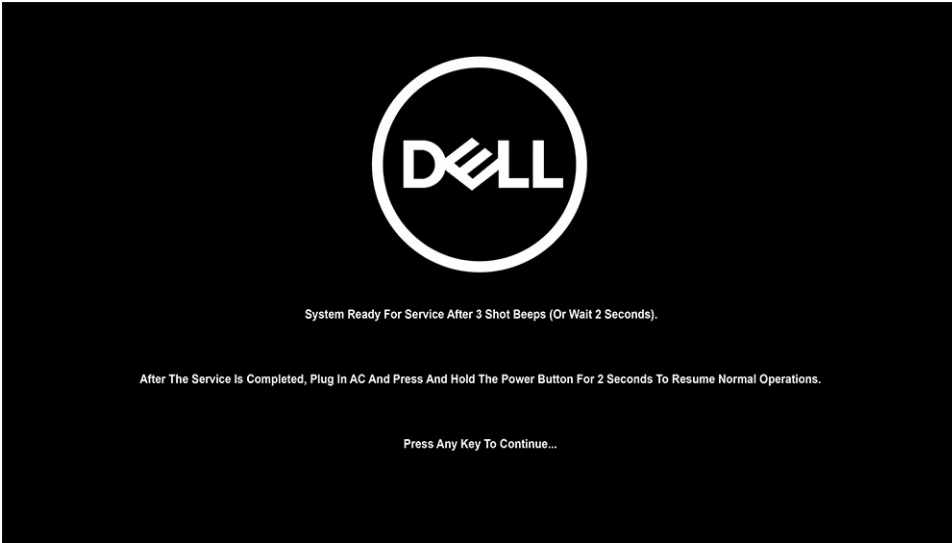 DELL
System Ready For Service After 3 Shot Beeps (Or Wait 2 Seconds).
After The Service Is Completed, Plug In AC And Press And Hold The Power Button For 2 Seconds To Resume Normal Operations.
Press Any Key To Continue...